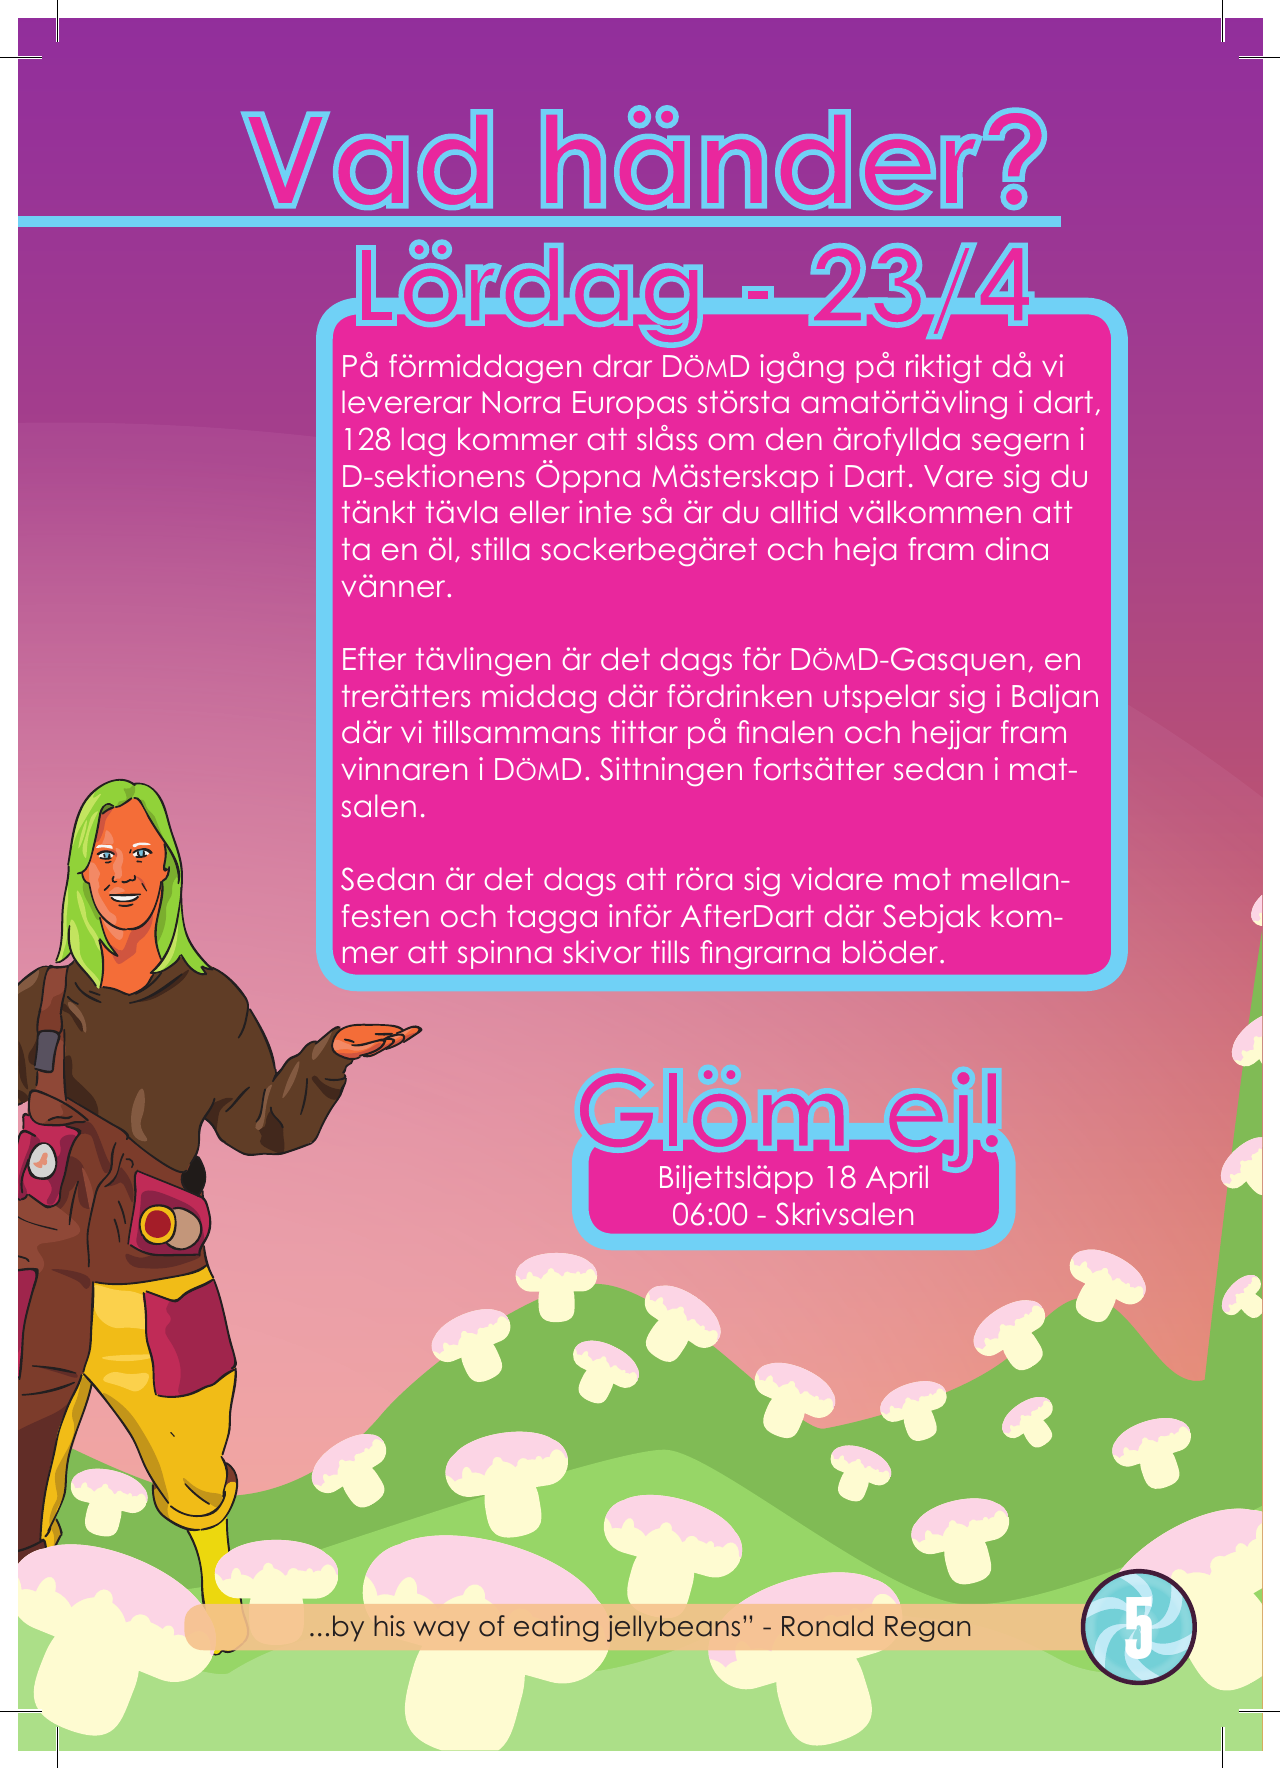 Vad händer?
Lördag - 23/4
På förmiddagen drar DÖMD igång på riktigt då vi
levererar Norra Europas största amatörtävling i dart,
128 lag kommer att slåss om den ärofyllda segern i
D-sektionens Öppna Mästerskap i Dart. Vare sig du
tänkt tävla eller inte så är du alltid välkommen att
ta en öl, stilla sockerbegäret och heja fram dina
vänner.
Efter tävlingen är det dags för DÖMD-Gasquen, en
trerätters middag där fördrinken utspelar sig i Baljan
där vi tillsammans tittar på finalen och hejjar fram
vinnaren i DÖMD. Sittningen fortsätter sedan i mat-
salen.
Sedan är det dags att röra sig vidare mot mellan-
festen och tagga inför AfterDart där Sebjak kom-
mer att spinna skivor tills fingrarna blöder.
Glöm ej!
Biljettsläpp 18 April
06:00 - Skrivsalen
...by his way of eating jellybeans” - Ronald Regan
5